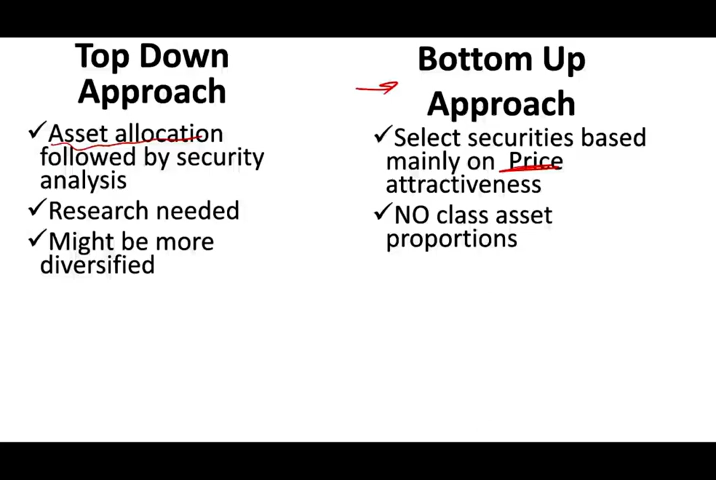 Top Down
Approach
✓Asset allocation
followed by security
analysis
✓Research needed
✓Might be more
diversified
Bottom Up
Approach
✓Select securities based
mainly on Price
attractiveness
✓NO class asset
proportions